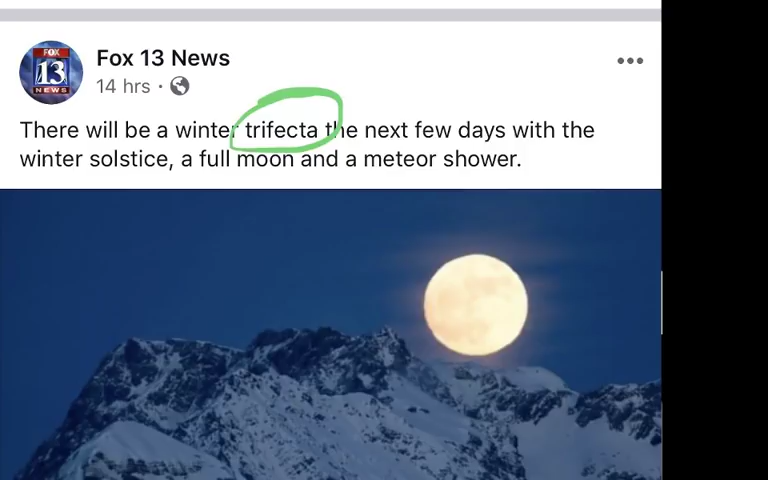 FOX
13
NEWS
Fox 13 News
14 hrs ·
There will be a winter trifecta the next few days with the
winter solstice, a full moon and a meteor shower.